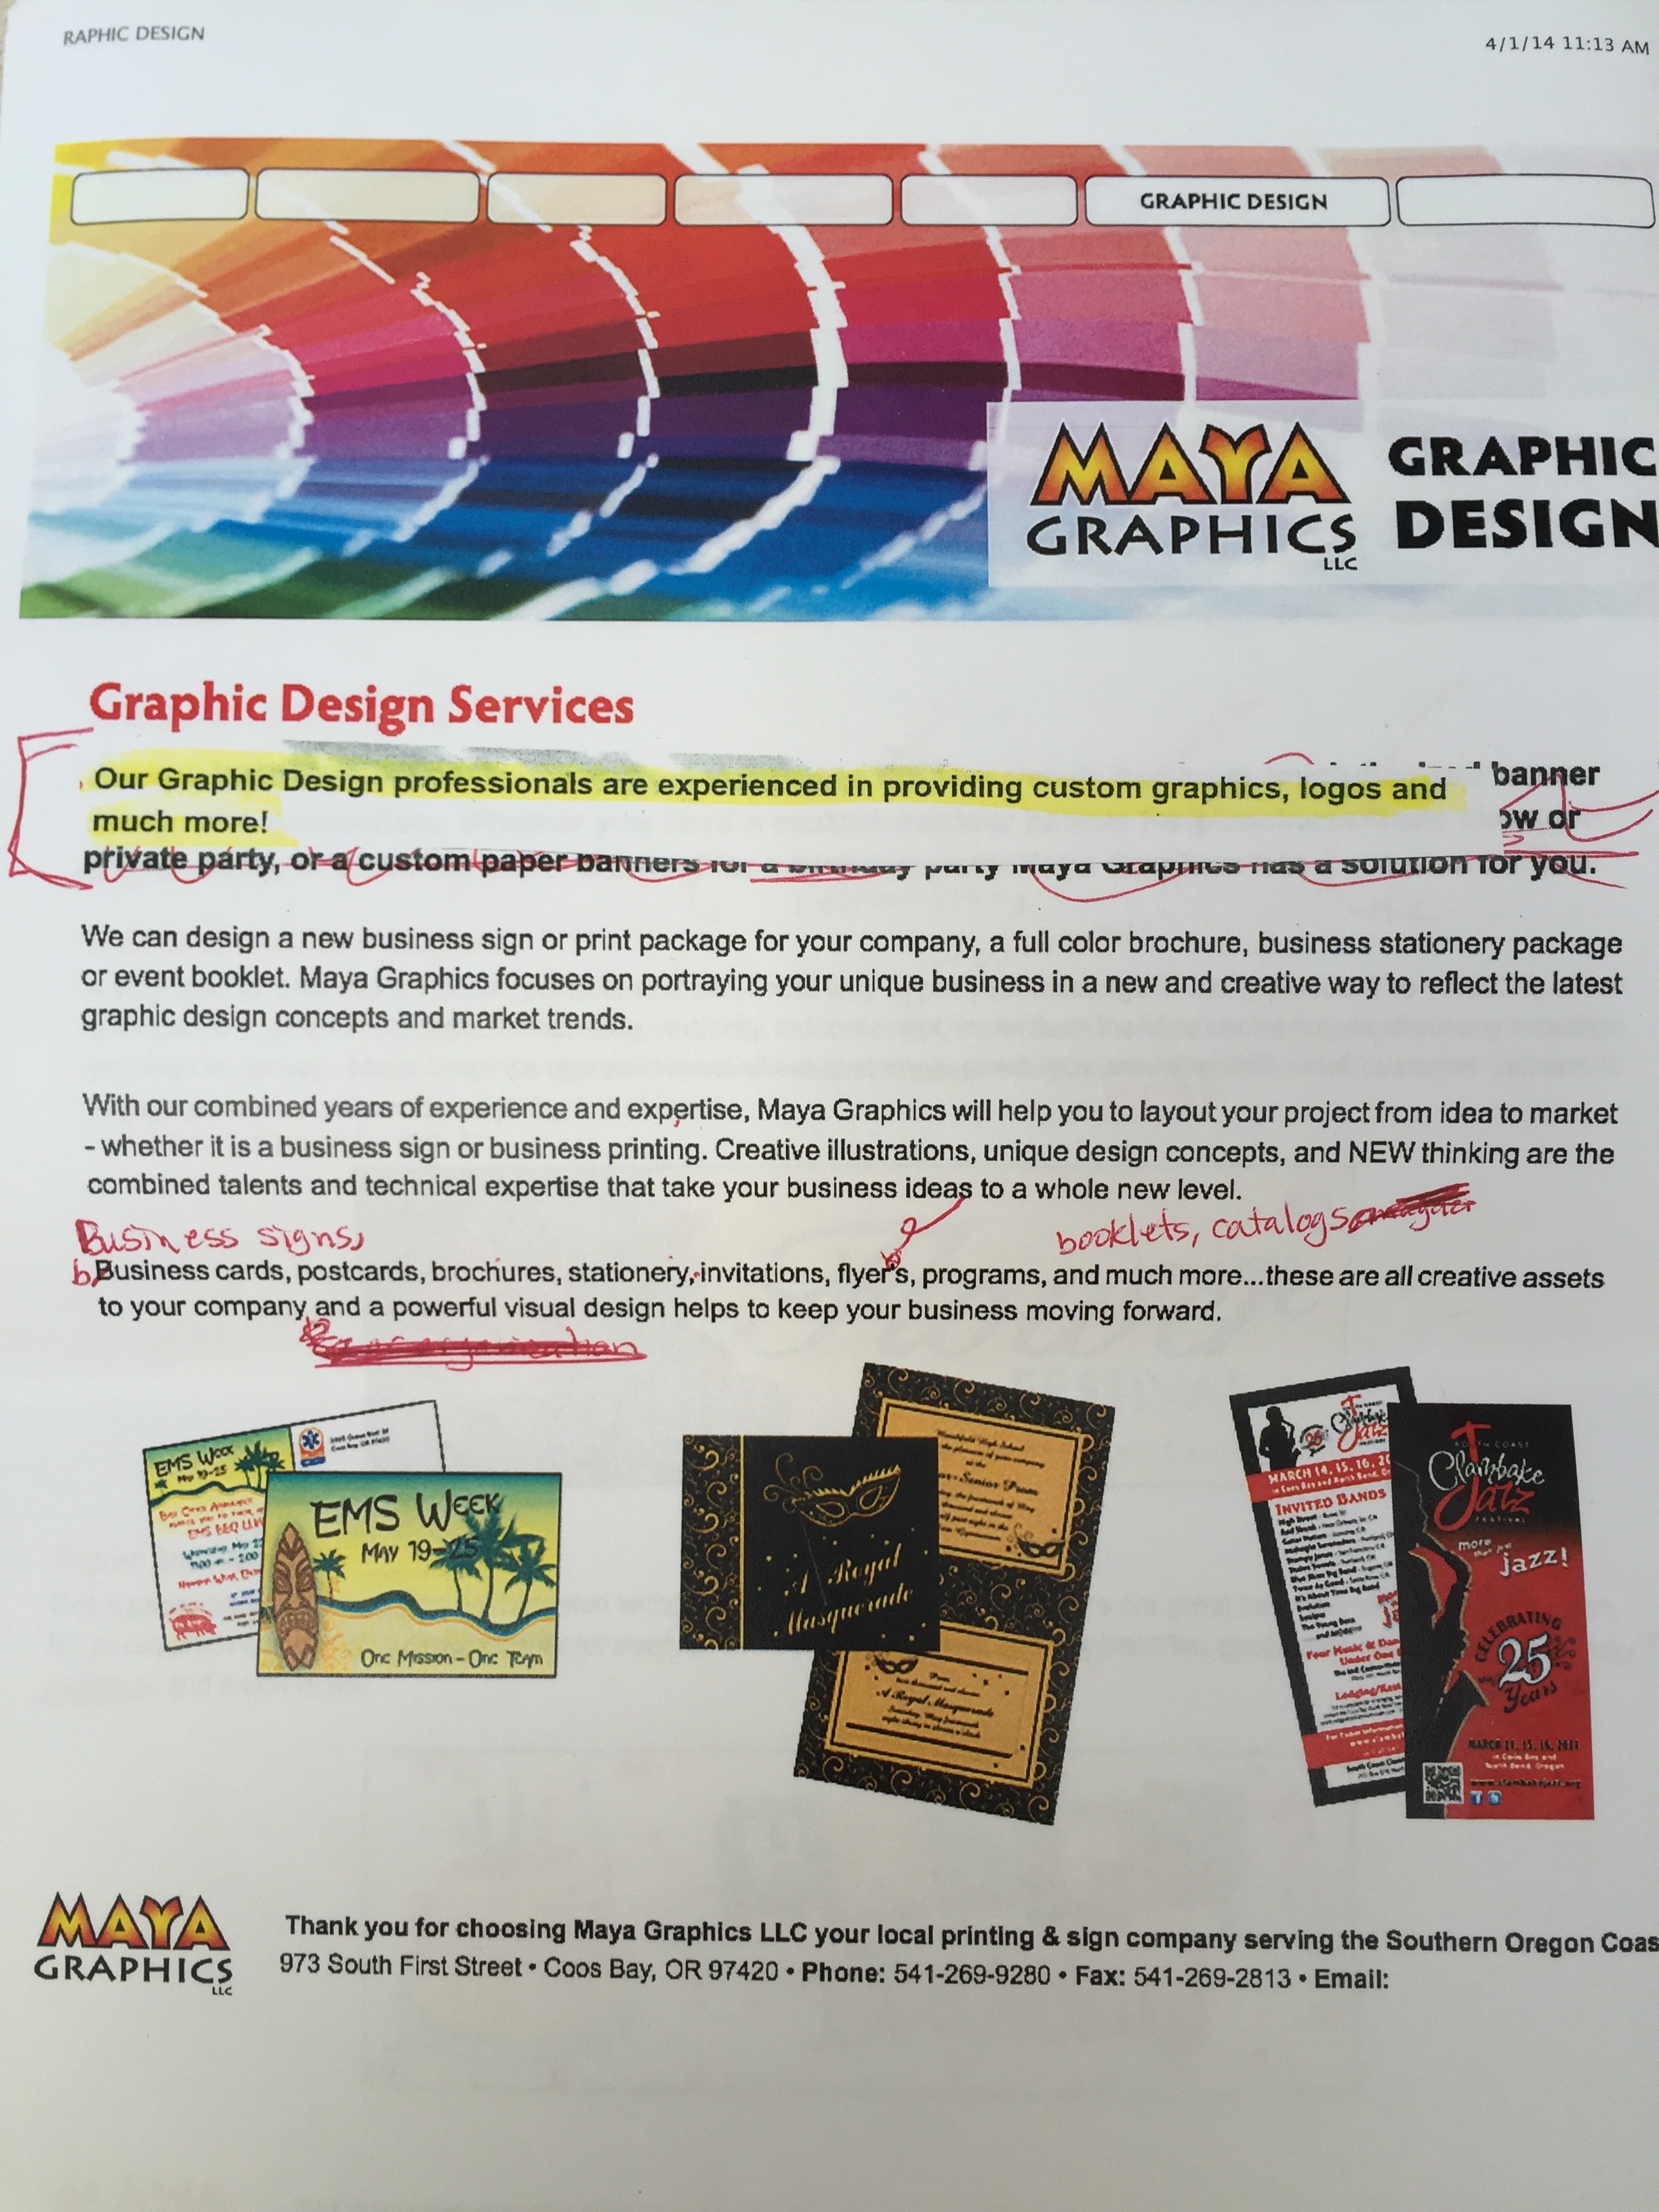 RAPHIC DESIGN
4/1/14 11:13 AM
GRAPHIC DESIGN
MAYA
GRAPHICS
LLC
GRAPHIC
DESIGN
Graphic Design Services
banner
Our Graphic Design professionals are experienced in providing custom graphics, logos and
much more!
ow or
private party, or a custom paper banners for a birthday party Maya Graphics has a solution for you.
We can design a new business sign or print package for your company, a full color brochure, business stationery package
or event booklet. Maya Graphics focuses on portraying your unique business in a new and creative way to reflect the latest
graphic design concepts and market trends.
With our combined years of experience and expertise, Maya Graphics will help you to layout your project from idea to market
- whether it is a business sign or business printing. Creative illustrations, unique design concepts, and NEW thinking are the
combined talents and technical expertise that take your business ideas to a whole new level.
Business signs,
booklets, catalogs
b
Business cards, postcards, brochures, stationery, invitations, flyer's, programs, and much more...these are all creative assets
to your company and a powerful visual design helps to keep your business moving forward.
EMS WEEK
May 19-25
EMS WEEK
MAY 19-25
One Mission - One Team
A Royal
Masquerade
A Royal Masquerade
Clambake
Jazz
MARCH 14, 15, 16, 20
INVITED BANDS
SOUTH COAST
Clambake
Jazz
FESTIVAL
more
jazz!
CELEBRATING
25
Years
MAYA
GRAPHICS
LLC
Thank you for choosing Maya Graphics LLC your local printing & sign company serving the Southern Oregon Coas
973 South First Street • Coos Bay, OR 97420 • Phone: 541-269-9280 • Fax: 541-269-2813 • Email: